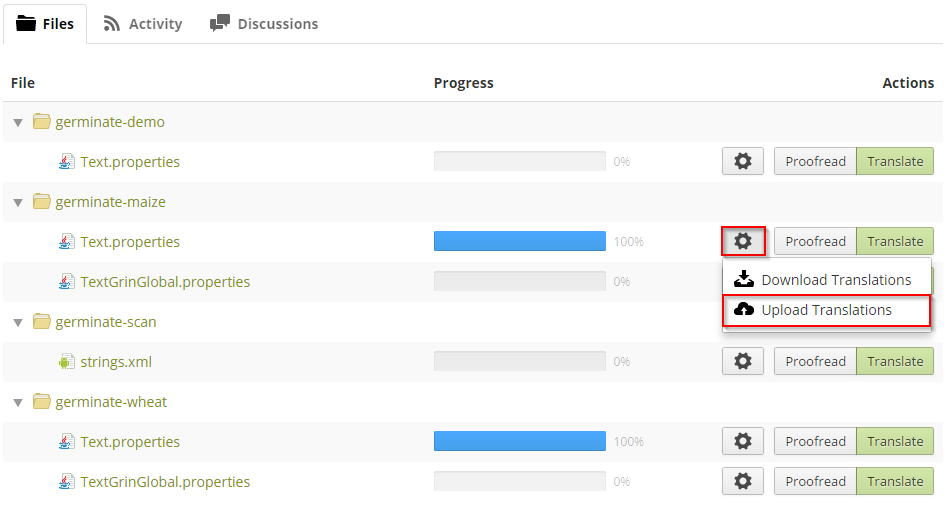 Files Activity Discussions
File Progress Actions
germinate-demo
Text.properties 0% Proofread Translate
germinate-maize
Text.properties 100% Proofread Translate
TextGrinGlobal.properties 0% Download Translations
Upload Translations
germinate-scan
strings.xml 0% Proofread Translate
germinate-wheat
Text.properties 100% Proofread Translate
TextGrinGlobal.properties 0% Proofread Translate